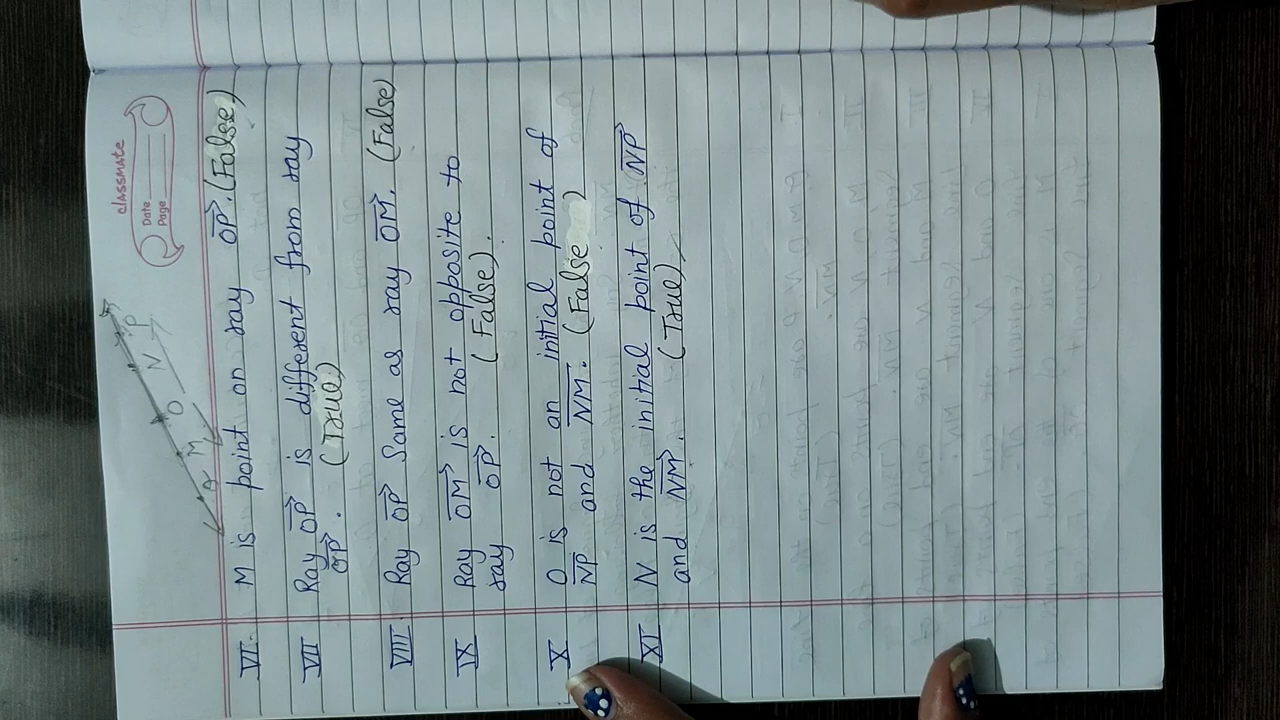 classmate
Date
Page
Q M O N P
VI. M is point on ray OP. (False)
VII Ray OP is different from ray
OP. (True)
VIII Ray OP Same as ray OM. (False)
IX Ray OM is not opposite to
ray OP. (False).
X O is not an initial point of
NP and NM. (False)
XI N is the initial point of NP
and NM. (True)